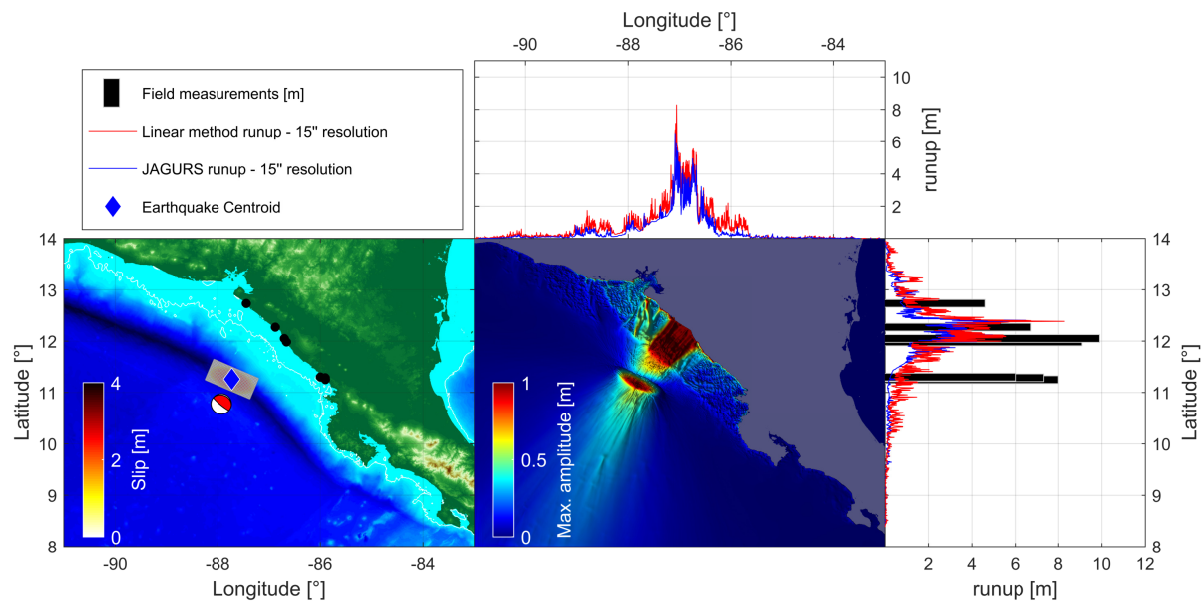 Longitude [°]
-90 -88 -86 -84
Field measurements [m]
Linear method runup - 15" resolution
JAGURS runup - 15" resolution
Earthquake Centroid
10
8
6
4
2
runup [m]
14
13
12
11
10
9
8
Latitude [°]
4
2
0
Slip [m]
-90 -88 -86 -84
Longitude [°]
1
0.5
0
Max. amplitude [m]
14
13
12
11
10
9
8
Latitude [°]
2 4 6 8 10 12
runup [m]